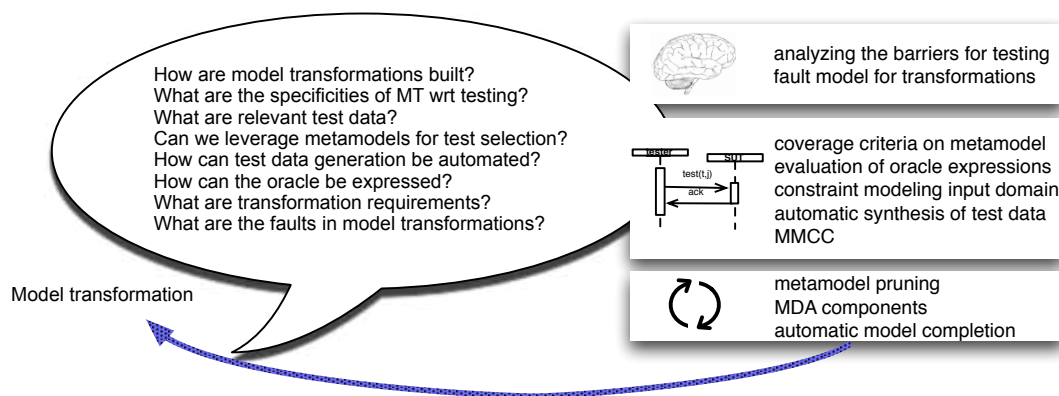 How are model transformations built?
What are the specificities of MT wrt testing?
What are relevant test data?
Can we leverage metamodels for test selection?
How can test data generation be automated?
How can the oracle be expressed?
What are transformation requirements?
What are the faults in model transformations?
Model transformation
analyzing the barriers for testing
fault model for transformations
tester
SUT
test(t,j)
ack
coverage criteria on metamodel
evaluation of oracle expressions
constraint modeling input domain
automatic synthesis of test data
MMCC
metamodel pruning
MDA components
automatic model completion